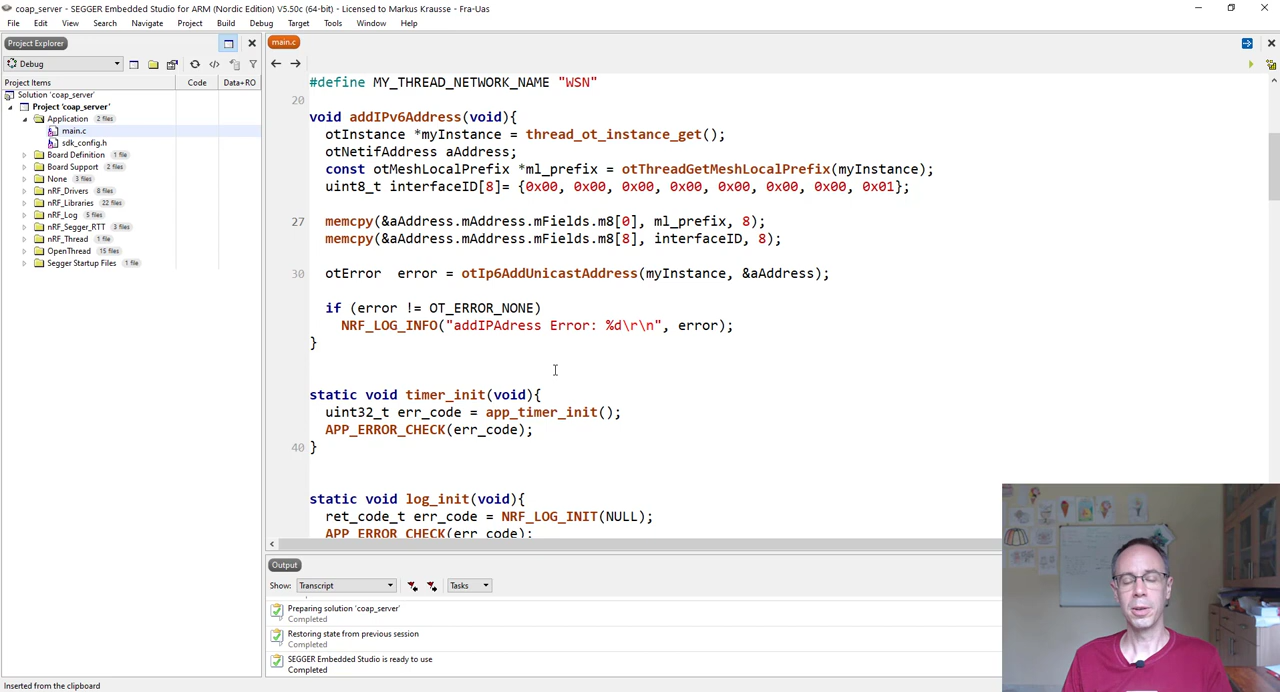 coap_server - SEGGER Embedded Studio for ARM (Nordic Edition) V5.50c (64-bit) - Licensed to Markus Krausse - Fra-Uas
File Edit View Search Navigate Project Build Debug Target Tools Window Help
Project Explorer
main.c
Debug
Project Items Code Data+RO
Solution 'coap_server'
Project 'coap_server'
Application 2 files
main.c
sdk_config.h
Board Definition 1 file
Board Support 2 files
None 3 files
nRF_Drivers 8 files
nRF_Libraries 22 files
nRF_Log 5 files
nRF_Segger_RTT 3 files
nRF_Thread 1 file
OpenThread 15 files
Segger Startup Files 1 file
#define MY_THREAD_NETWORK_NAME "WSN"
20
void addIPv6Address(void){
otInstance *myInstance = thread_ot_instance_get();
otNetifAddress aAddress;
const otMeshLocalPrefix *ml_prefix = otThreadGetMeshLocalPrefix(myInstance);
uint8_t interfaceID[8]= {0x00, 0x00, 0x00, 0x00, 0x00, 0x00, 0x00, 0x01};
27 memcpy(&aAddress.mAddress.mFields.m8[0], ml_prefix, 8);
memcpy(&aAddress.mAddress.mFields.m8[8], interfaceID, 8);
30 otError error = otIp6AddUnicastAddress(myInstance, &aAddress);
if (error != OT_ERROR_NONE)
NRF_LOG_INFO("addIPAdress Error: %d\r\n", error);
}
static void timer_init(void){
uint32_t err_code = app_timer_init();
APP_ERROR_CHECK(err_code);
40 }
static void log_init(void){
ret_code_t err_code = NRF_LOG_INIT(NULL);
APP_ERROR_CHECK(err_code);
Output
Show: Transcript Tasks
Preparing solution 'coap_server'
Completed
Restoring state from previous session
Completed
SEGGER Embedded Studio is ready to use
Completed
Inserted from the clipboard